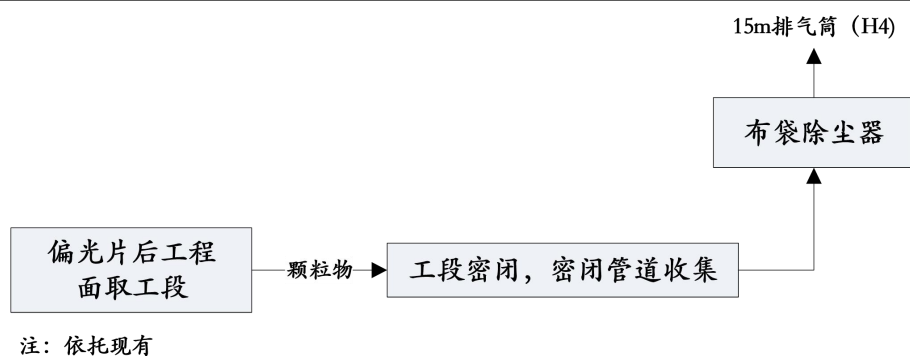 15m排气筒（H4)
布袋除尘器
偏光片后工程
面取工段
颗粒物
工段密闭，密闭管道收集
注：依托现有